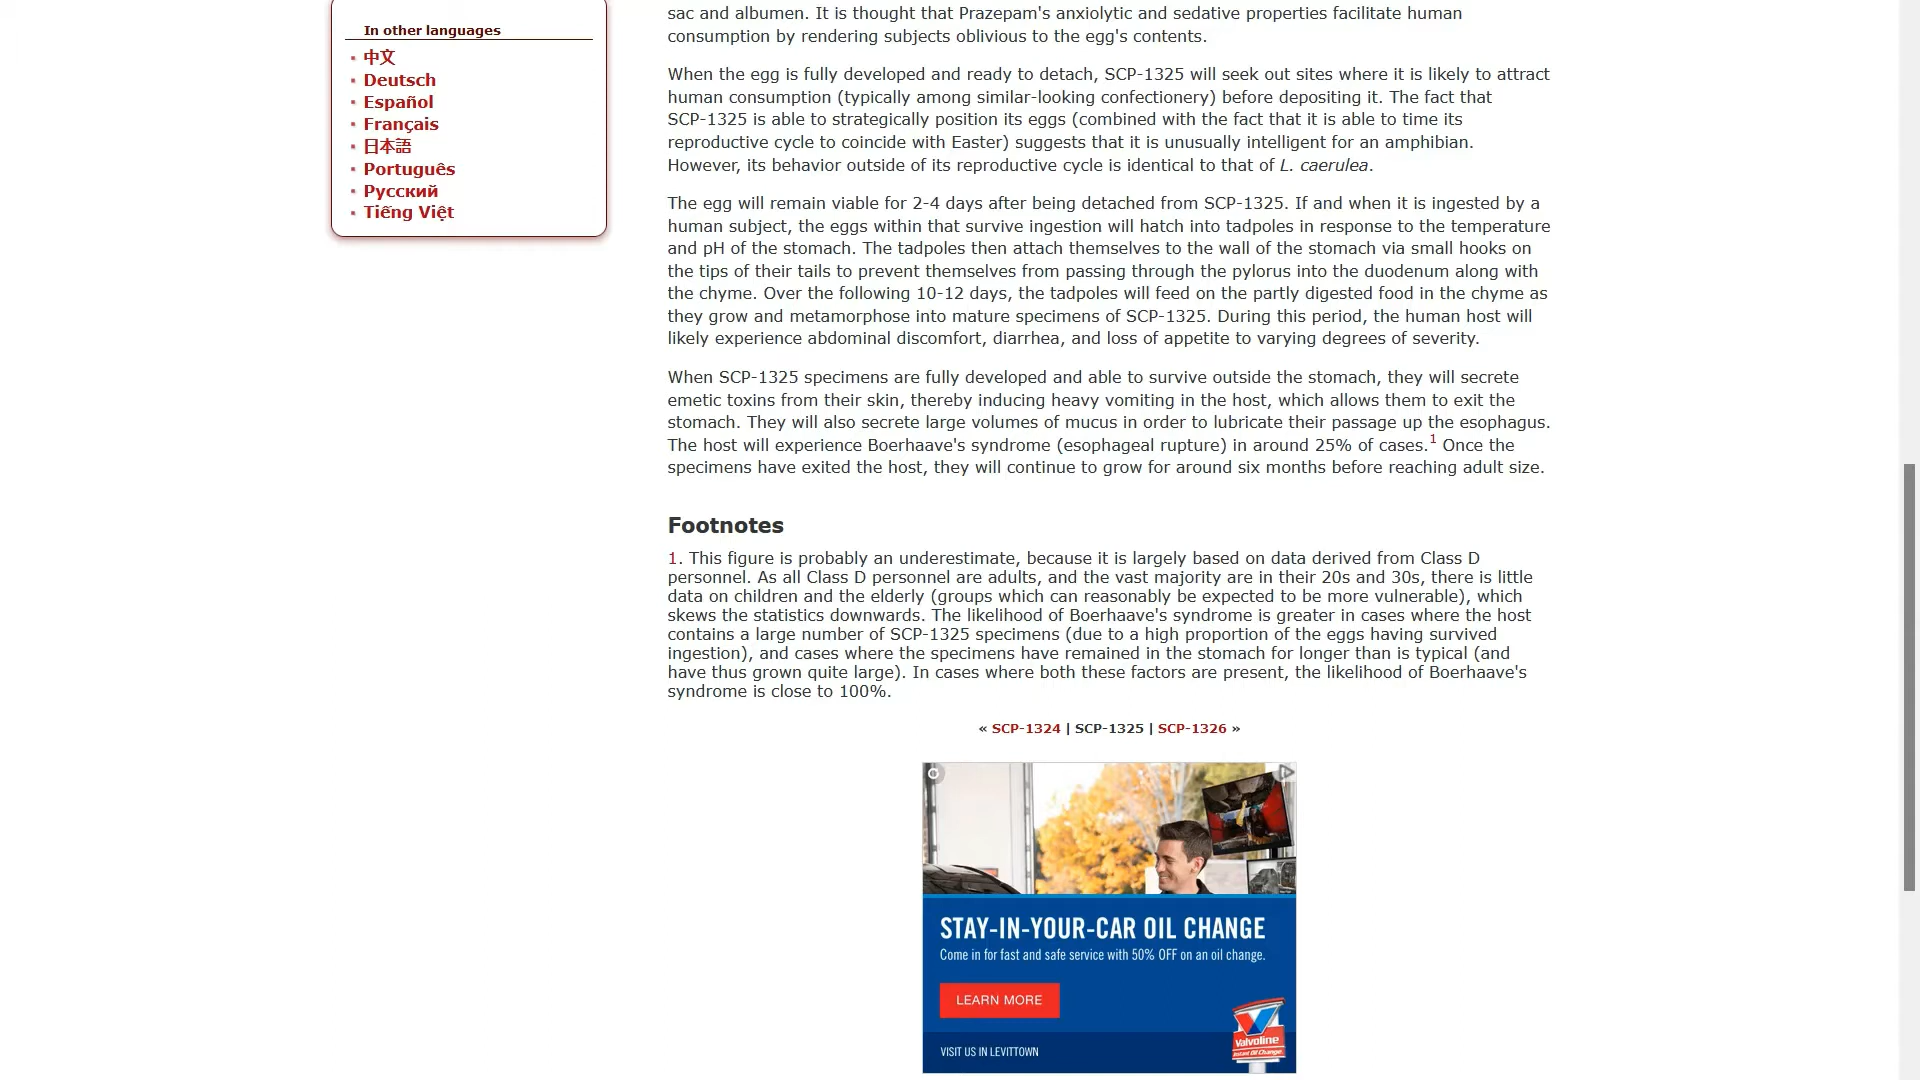 In other languages
中文
Deutsch
Español
Français
日本語
Português
Русский
Tiếng Việt
sac and albumen. It is thought that Prazepam's anxiolytic and sedative properties facilitate human
consumption by rendering subjects oblivious to the egg's contents.
When the egg is fully developed and ready to detach, SCP-1325 will seek out sites where it is likely to attract
human consumption (typically among similar-looking confectionery) before depositing it. The fact that
SCP-1325 is able to strategically position its eggs (combined with the fact that it is able to time its
reproductive cycle to coincide with Easter) suggests that it is unusually intelligent for an amphibian.
However, its behavior outside of its reproductive cycle is identical to that of L. caerulea.
The egg will remain viable for 2-4 days after being detached from SCP-1325. If and when it is ingested by a
human subject, the eggs within that survive ingestion will hatch into tadpoles in response to the temperature
and pH of the stomach. The tadpoles then attach themselves to the wall of the stomach via small hooks on
the tips of their tails to prevent themselves from passing through the pylorus into the duodenum along with
the chyme. Over the following 10-12 days, the tadpoles will feed on the partly digested food in the chyme as
they grow and metamorphose into mature specimens of SCP-1325. During this period, the human host will
likely experience abdominal discomfort, diarrhea, and loss of appetite to varying degrees of severity.
When SCP-1325 specimens are fully developed and able to survive outside the stomach, they will secrete
emetic toxins from their skin, thereby inducing heavy vomiting in the host, which allows them to exit the
stomach. They will also secrete large volumes of mucus in order to lubricate their passage up the esophagus.
The host will experience Boerhaave's syndrome (esophageal rupture) in around 25% of cases.1 Once the
specimens have exited the host, they will continue to grow for around six months before reaching adult size.
Footnotes
1. This figure is probably an underestimate, because it is largely based on data derived from Class D
personnel. As all Class D personnel are adults, and the vast majority are in their 20s and 30s, there is little
data on children and the elderly (groups which can reasonably be expected to be more vulnerable), which
skews the statistics downwards. The likelihood of Boerhaave's syndrome is greater in cases where the host
contains a large number of SCP-1325 specimens (due to a high proportion of the eggs having survived
ingestion), and cases where the specimens have remained in the stomach for longer than is typical (and
have thus grown quite large). In cases where both these factors are present, the likelihood of Boerhaave's
syndrome is close to 100%.
« SCP-1324 | SCP-1325 | SCP-1326 »
STAY-IN-YOUR-CAR OIL CHANGE
Come in for fast and safe service with 50% OFF on an oil change.
LEARN MORE
Valvoline
Instant Oil Change
VISIT US IN LEVITTOWN